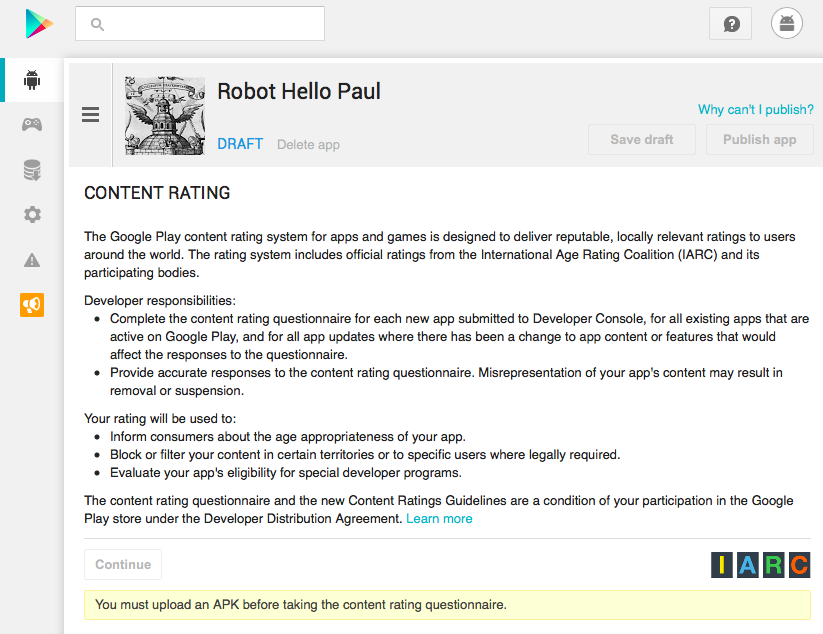 Robot Hello Paul
Why can't I publish?
DRAFT Delete app
Save draft Publish app
CONTENT RATING
The Google Play content rating system for apps and games is designed to deliver reputable, locally relevant ratings to users
around the world. The rating system includes official ratings from the International Age Rating Coalition (IARC) and its
participating bodies.
Developer responsibilities:
• Complete the content rating questionnaire for each new app submitted to Developer Console, for all existing apps that are
active on Google Play, and for all app updates where there has been a change to app content or features that would
affect the responses to the questionnaire.
• Provide accurate responses to the content rating questionnaire. Misrepresentation of your app's content may result in
removal or suspension.
Your rating will be used to:
• Inform consumers about the age appropriateness of your app.
• Block or filter your content in certain territories or to specific users where legally required.
• Evaluate your app's eligibility for special developer programs.
The content rating questionnaire and the new Content Ratings Guidelines are a condition of your participation in the Google
Play store under the Developer Distribution Agreement. Learn more
Continue
IARC
You must upload an APK before taking the content rating questionnaire.